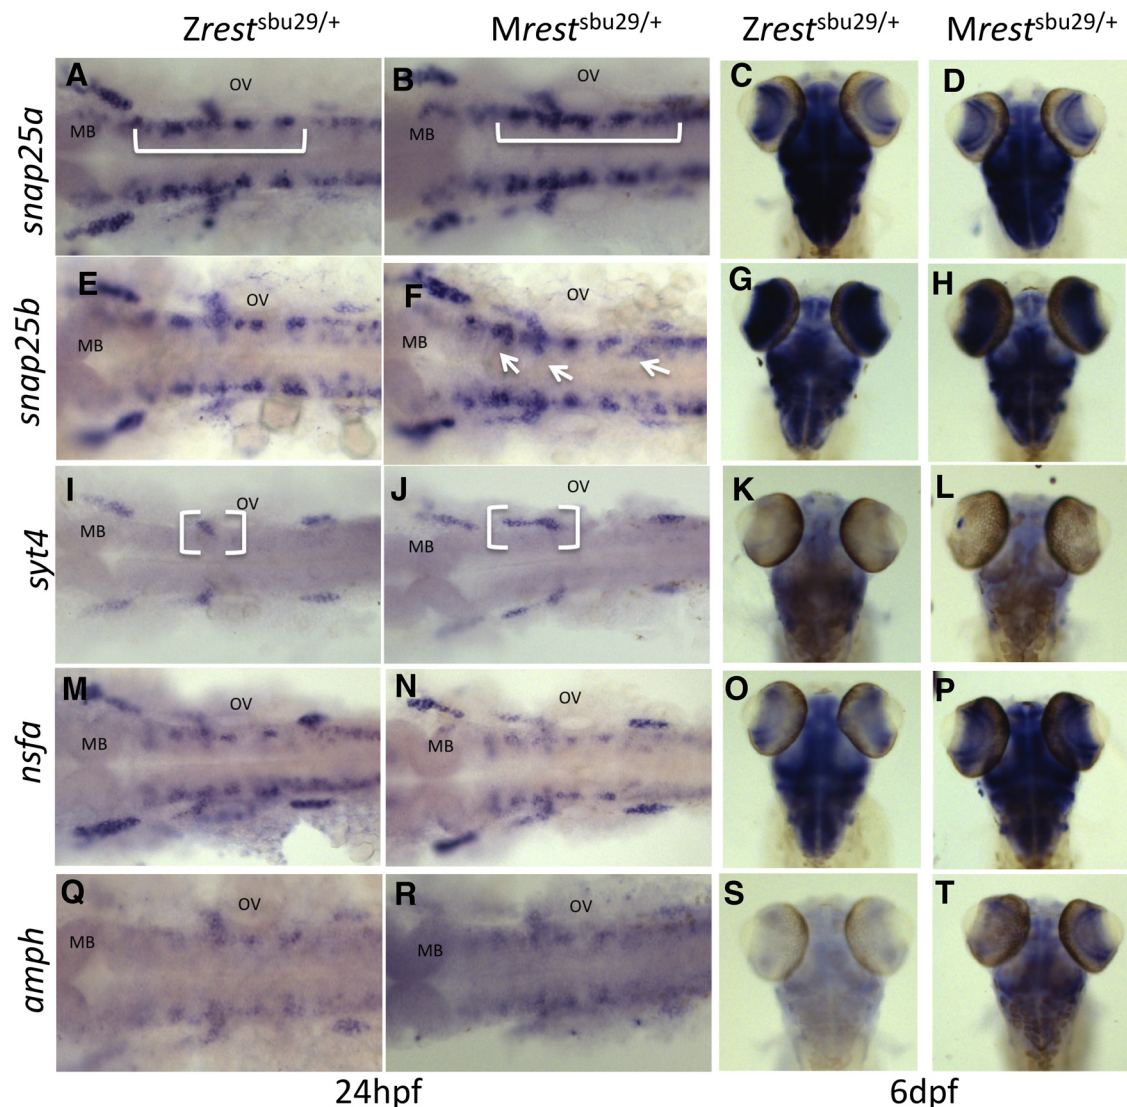 Zrest^sbu29/+ Mrest^sbu29/+ Zrest^sbu29/+ Mrest^sbu29/+
snap25a
A OV MB
B OV MB
C
D
snap25b
E OV MB
F OV MB
G
H
syt4
I OV MB
J OV MB
K
L
nsfa
M OV MB
N OV MB
O
P
amph
Q OV MB
R OV MB
S
T
24hpf 6dpf